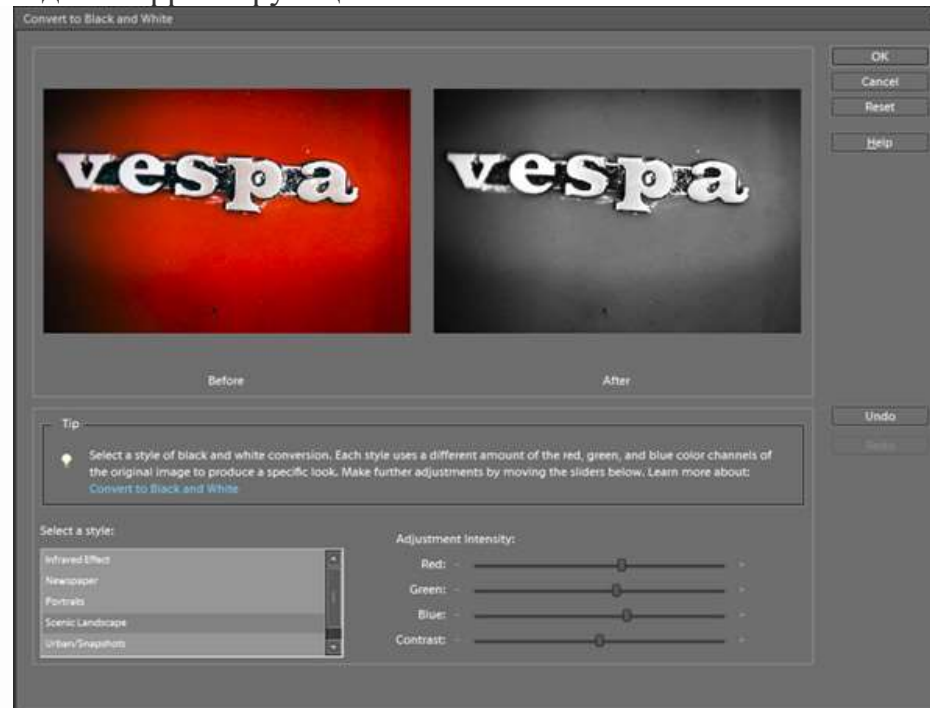 Convert to Black and White
OK
Cancel
Reset
Help
vespa
vespa
Before
After
Undo
Tip
Select a style of black and white conversion. Each style uses a different amount of the red, green, and blue color channels of
the original image to produce a specific look. Make further adjustments by moving the sliders below. Learn more about:
Convert to Black and White
Select a style:
Infrared Effect
Newspaper
Portraits
Scenic Landscape
Urban/Snapshots
Adjustment Intensity:
Red:
Green:
Blue:
Contrast: